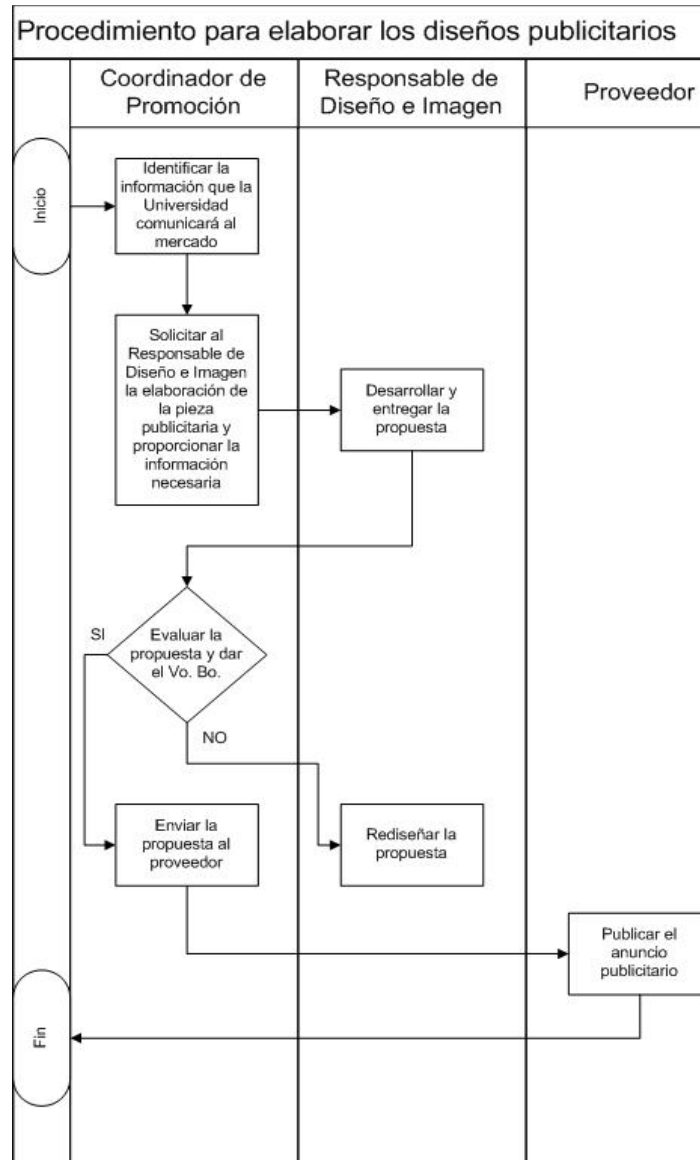 Procedimiento para elaborar los diseños publicitarios
Coordinador de
Promoción
Responsable de
Diseño e Imagen
Proveedor
Inicio
Identificar la
información que la
Universidad
comunicará al
mercado
Solicitar al
Responsable de
Diseño e Imagen
la elaboración de
la pieza
publicitaria y
proporcionar la
información
necesaria
Desarrollar y
entregar la
propuesta
SI
Evaluar la
propuesta y dar
el Vo. Bo.
NO
Enviar la
propuesta al
proveedor
Rediseñar la
propuesta
Publicar el
anuncio
publicitario
Fin